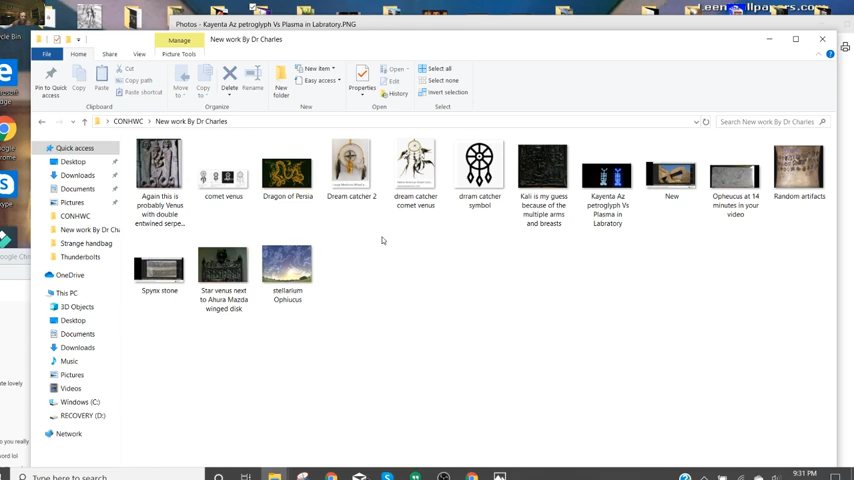 Photos - Kayenta Az petroglyph Vs Plasma in Labratory.PNG
Manage
New work By Dr Charles
File
Home
Share
View
Picture Tools
Pin to Quick access
Copy
Paste
Cut
Copy path
Paste shortcut
Clipboard
Move to
Copy to
Delete
Rename
Organize
New folder
New item
Easy access
New
Properties
Open
Edit
History
Open
Select all
Select none
Invert selection
Select
CONHWC > New work By Dr Charles
Search New work By Dr Charles
Quick access
Desktop
Downloads
Documents
Pictures
CONHWC
New work By Dr Cha
Strange handbag
Thunderbolts
OneDrive
This PC
3D Objects
Desktop
Documents
Downloads
Music
Pictures
Videos
Windows (C:)
RECOVERY (D:)
Network
Again this is
probably Venus
with double
entwined serpe...
comet venus
Dragon of Persia
Dream catcher 2
dream catcher
comet venus
dirram catcher
symbol
Kali is my guess
because of the
multiple arms
and breasts
Kayenta Az
petroglyph Vs
Plasma in
Labratory
New
Opheucus at 14
minutes in your
video
Random artifacts
Spynx stone
Star venus next
to Ahura Mazda
winged disk
stellarium
Ophiucus
Type here to search
9:31 PM